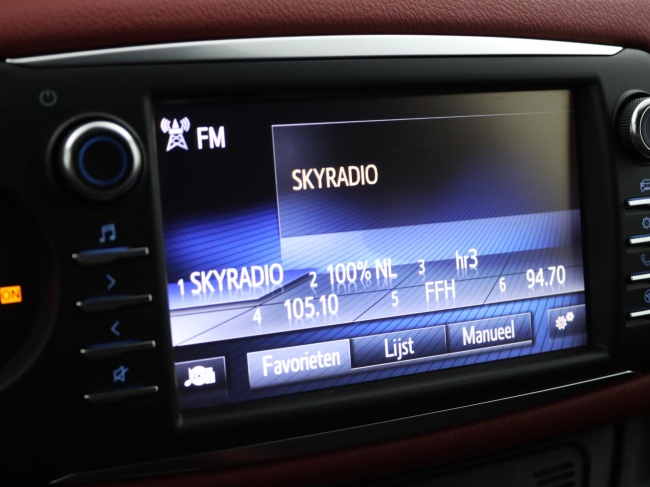 FM
SKYRADIO
1 SKYRADIO 2 100% NL 3 hr3
4 105.10 5 FFH 6 94.70
Favorieten Lijst Manueel
ON